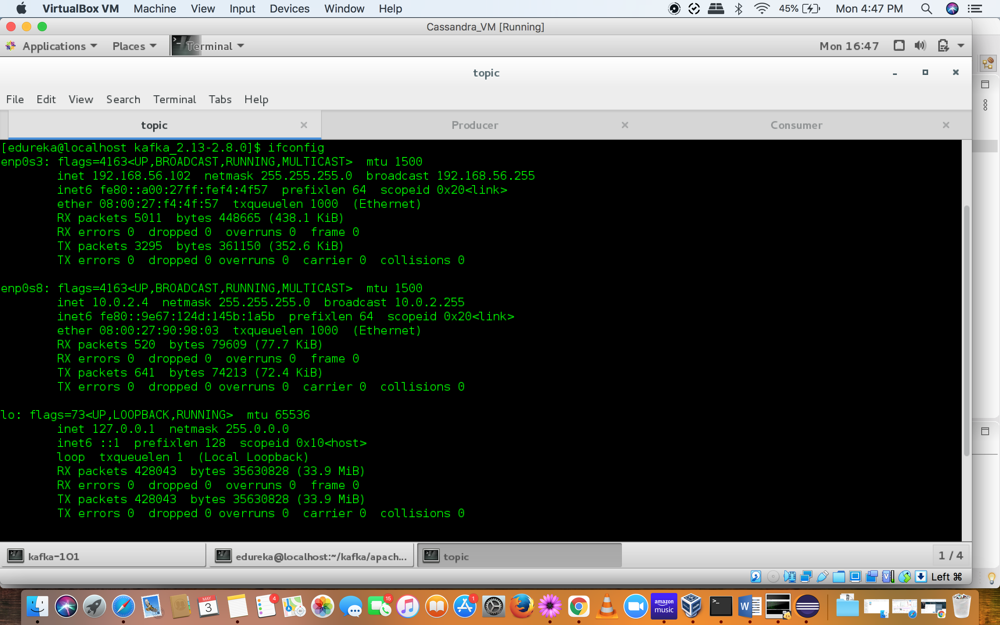 VirtualBox VM Machine View Input Devices Window Help 45% Mon 4:47 PM
Cassandra_VM [Running]
Applications Places Terminal Mon 16:47
topic
File Edit View Search Terminal Tabs Help
topic Producer Consumer
[edureka@localhost kafka_2.13-2.8.0]$ ifconfig
enp0s3: flags=4163<UP,BROADCAST,RUNNING,MULTICAST>  mtu 1500
inet 192.168.56.102  netmask 255.255.255.0  broadcast 192.168.56.255
inet6 fe80::a00:27ff:fef4:4f57  prefixlen 64  scopeid 0x20<link>
ether 08:00:27:f4:4f:57  txqueuelen 1000  (Ethernet)
RX packets 5011  bytes 448665 (438.1 KiB)
RX errors 0  dropped 0  overruns 0  frame 0
TX packets 3295  bytes 361150 (352.6 KiB)
TX errors 0  dropped 0 overruns 0  carrier 0  collisions 0
enp0s8: flags=4163<UP,BROADCAST,RUNNING,MULTICAST>  mtu 1500
inet 10.0.2.4  netmask 255.255.255.0  broadcast 10.0.2.255
inet6 fe80::9e67:124d:145b:1a5b  prefixlen 64  scopeid 0x20<link>
ether 08:00:27:90:98:03  txqueuelen 1000  (Ethernet)
RX packets 520  bytes 79609 (77.7 KiB)
RX errors 0  dropped 0  overruns 0  frame 0
TX packets 641  bytes 74213 (72.4 KiB)
TX errors 0  dropped 0 overruns 0  carrier 0  collisions 0
lo: flags=73<UP,LOOPBACK,RUNNING>  mtu 65536
inet 127.0.0.1  netmask 255.0.0.0
inet6 ::1  prefixlen 128  scopeid 0x10<host>
loop  txqueuelen 1  (Local Loopback)
RX packets 428043  bytes 35630828 (33.9 MiB)
RX errors 0  dropped 0  overruns 0  frame 0
TX packets 428043  bytes 35630828 (33.9 MiB)
TX errors 0  dropped 0 overruns 0  carrier 0  collisions 0
kafka-101 edureka@localhost:~/kafka/apach... topic 1 / 4
Left ⌘
MAY 3 4 3D 15 1 amazon music >_ W 2.6